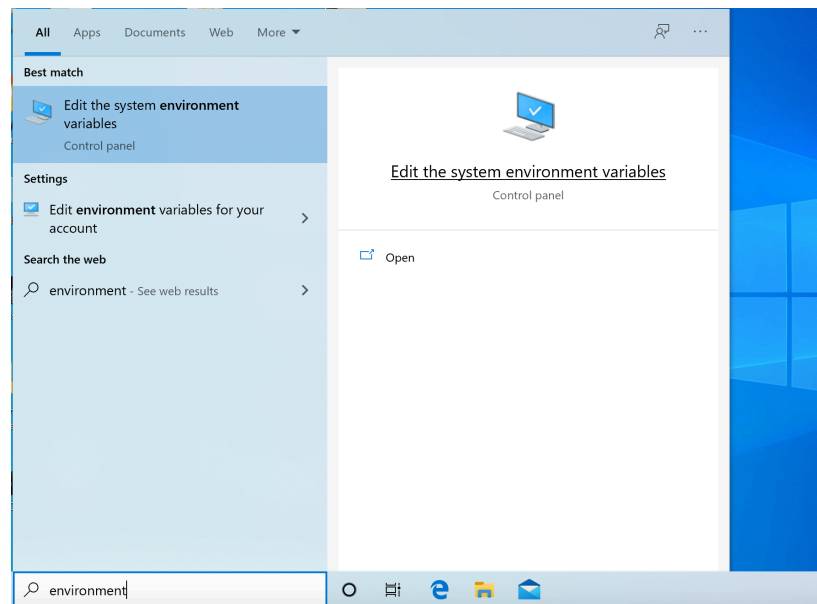 All Apps Documents Web More
Best match
Edit the system environment
variables
Control panel
Settings
Edit environment variables for your
account
Search the web
environment - See web results
Edit the system environment variables
Control panel
Open
environment